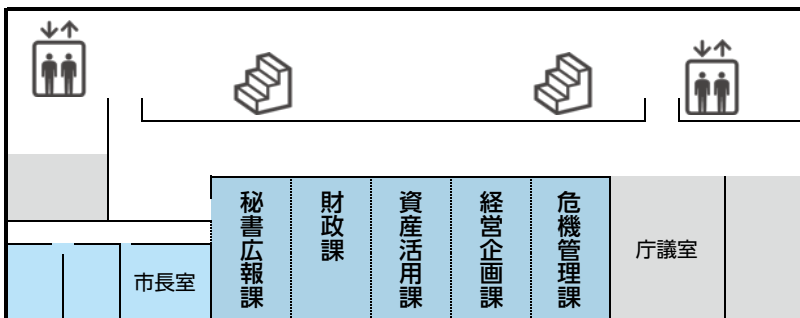 秘書広報課
財政課
資産活用課
経営企画課
危機管理課
庁議室
市長室